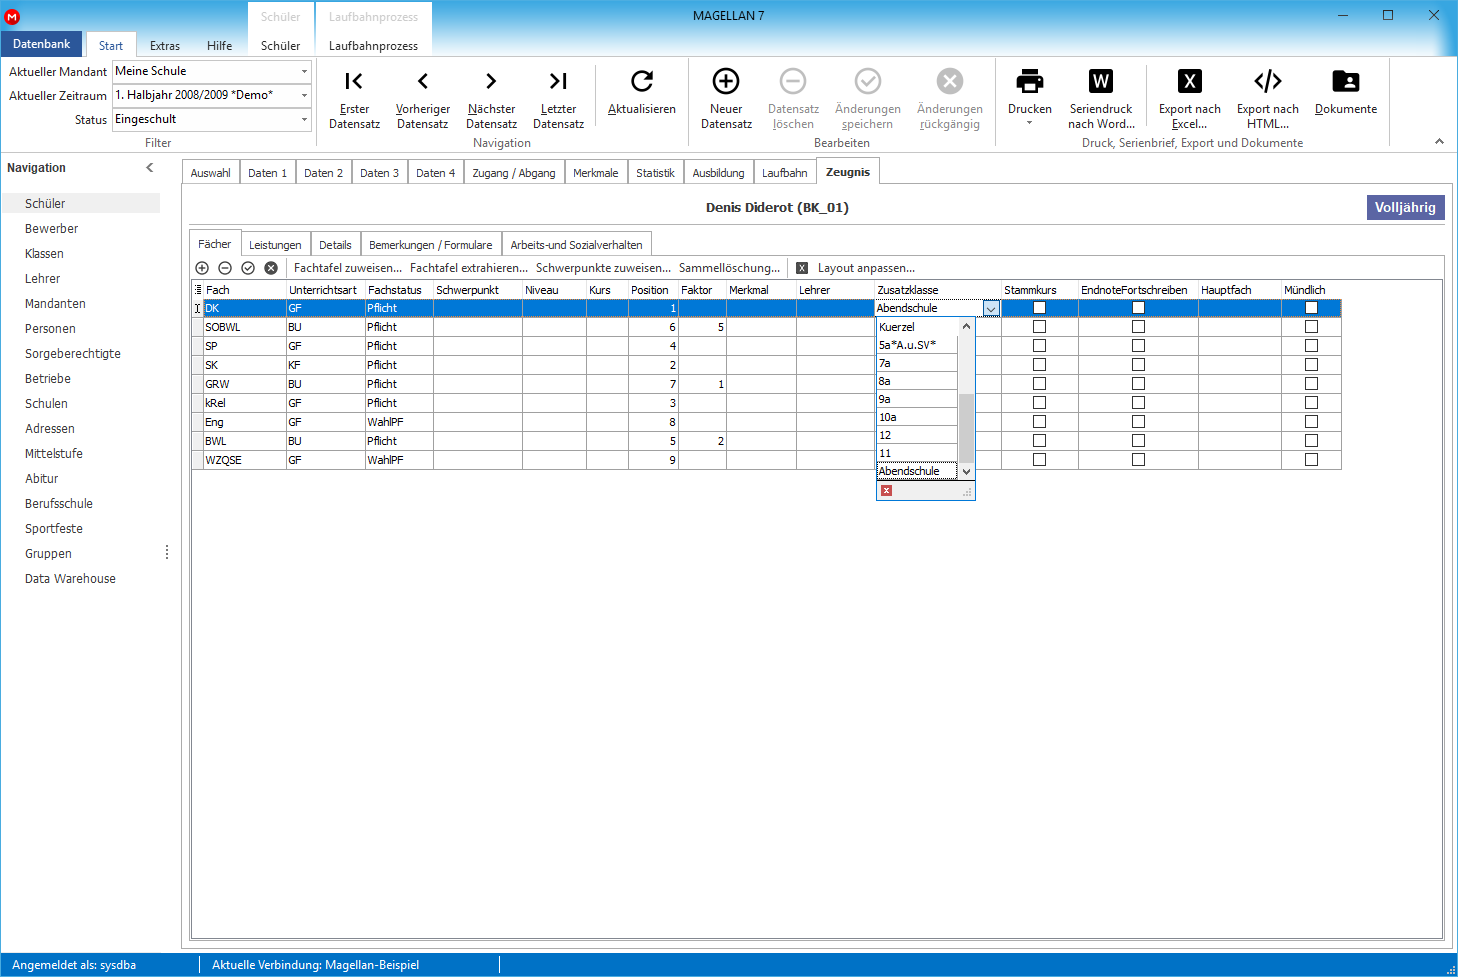 MAGELLAN 7
Schüler
Laufbahnprozess
Datenbank
Start
Extras
Hilfe
Schüler
Laufbahnprozess
Aktueller Mandant Meine Schule
Aktueller Zeitraum 1. Halbjahr 2008/2009 *Demo*
Status Eingeschult
Filter
Erster Datensatz
Vorheriger Datensatz
Nächster Datensatz
Letzter Datensatz
Aktualisieren
Navigation
Neuer Datensatz
Datensatz löschen
Änderungen speichern
Änderungen rückgängig
Bearbeiten
Drucken
Seriendruck nach Word...
Export nach Excel...
Export nach HTML...
Dokumente
Druck, Serienbrief, Export und Dokumente
Navigation
Schüler
Bewerber
Klassen
Lehrer
Mandanten
Personen
Sorgeberechtigte
Betriebe
Schulen
Adressen
Mittelstufe
Abitur
Berufsschule
Sportfeste
Gruppen
Data Warehouse
Auswahl Daten 1 Daten 2 Daten 3 Daten 4 Zugang / Abgang Merkmale Statistik Ausbildung Laufbahn Zeugnis
Denis Diderot (BK_01)
Volljährig
Fächer Leistungen Details Bemerkungen / Formulare Arbeits-und Sozialverhalten
Fachtafel zuweisen... Fachtafel extrahieren... Schwerpunkte zuweisen... Sammellöschung... Layout anpassen...
Fach Unterrichtsart Fachstatus Schwerpunkt Niveau Kurs Position Faktor Merkmal Lehrer Zusatzklasse Stammkurs EndnoteFortschreiben Hauptfach Mündlich
DK GF Pflicht 1 Abendschule
SOBWL BU Pflicht 6 5
SP GF Pflicht 4
SK KF Pflicht 2
GRW BU Pflicht 7 1
kRel GF Pflicht 3
Eng GF WahlPF 8
BWL BU Pflicht 5 2
WZQSE GF WahlPF 9
Kuerzel
5a*A.u.SV*
7a
8a
9a
10a
12
11
Abendschule
Angemeldet als: sysdba
Aktuelle Verbindung: Magellan-Beispiel